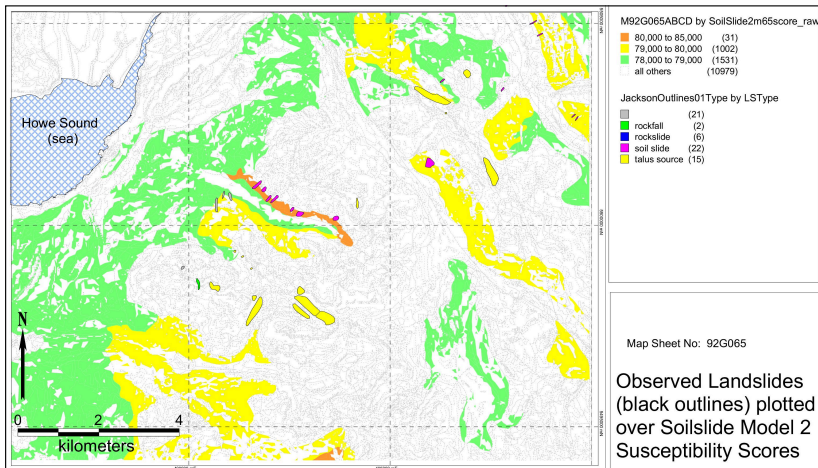 M92G065ABCD by SoilSlide2m65score_raw
80,000 to 85,000 (31)
79,000 to 80,000 (1002)
78,000 to 79,000 (1531)
all others (10979)
JacksonOutlines01Type by LSType
(21)
rockfall (2)
rockslide (6)
soil slide (22)
talus source (15)
Howe Sound
(sea)
N
0 2 4
kilometers
Map Sheet No: 92G065
Observed Landslides
(black outlines) plotted
over Soilslide Model 2
Susceptibility Scores